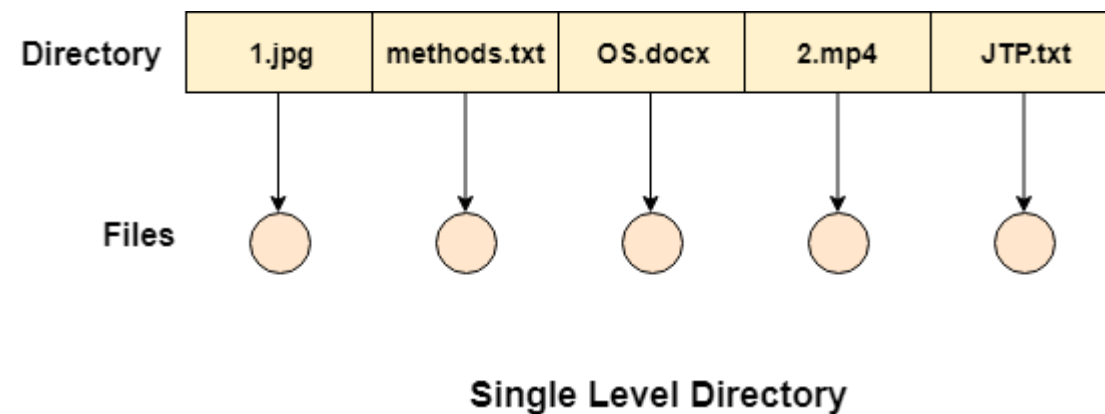 Directory 1.jpg methods.txt OS.docx 2.mp4 JTP.txt
Files
Single Level Directory